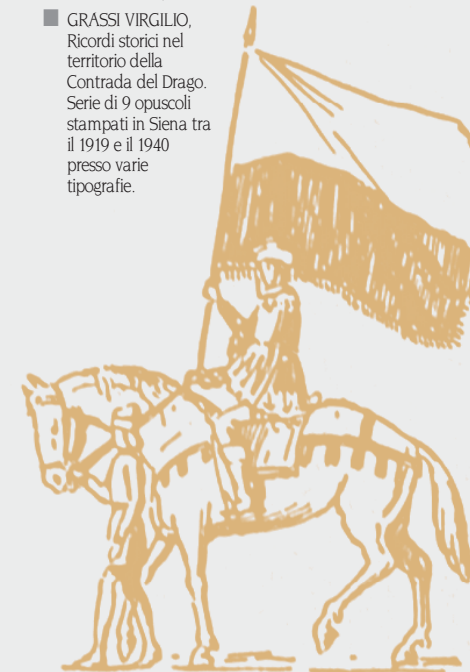 GRASSI VIRGILIO,
Ricordi storici nel
territorio della
Contrada del Drago.
Serie di 9 opuscoli
stampati in Siena tra
il 1919 e il 1940
presso varie
tipografie.